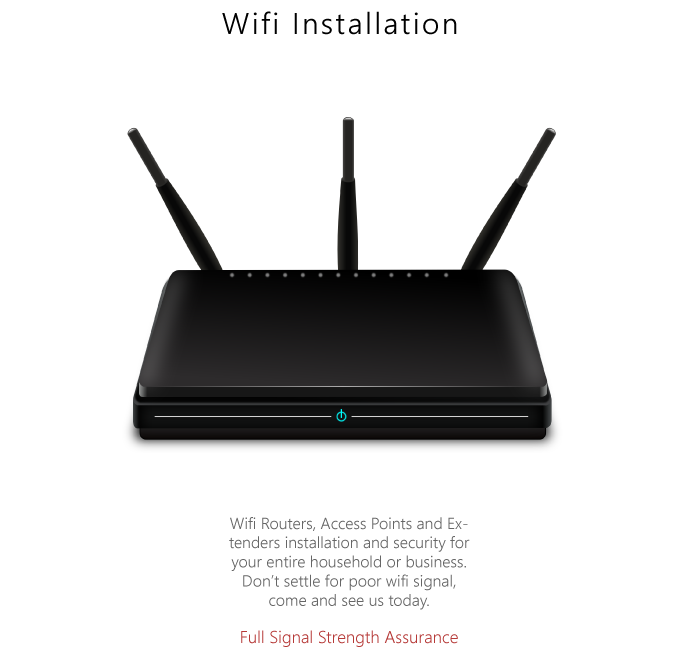 Wifi Installation
Wifi Routers, Access Points and Ex-
tenders installation and security for
your entire household or business.
Don't settle for poor wifi signal,
come and see us today.
Full Signal Strength Assurance